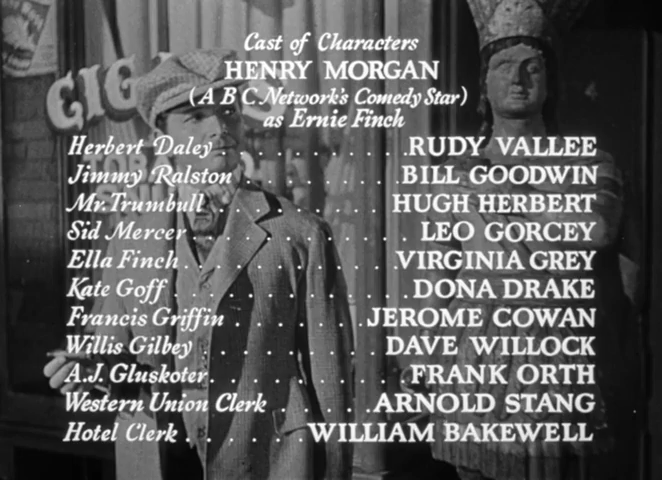 Cast of Characters
HENRY MORGAN
(A B C Network's Comedy Star)
as Ernie Finch
Herbert Daley . . . . . . . . . . RUDY VALLEE
Jimmy Ralston . . . . . . . . . BILL GOODWIN
Mr. Trumbull . . . . . . . . . HUGH HERBERT
Sid Mercer . . . . . . . . . . . LEO GORCEY
Ella Finch . . . . . . . . . . VIRGINIA GREY
Kate Goff . . . . . . . . . . . DONA DRAKE
Francis Griffin . . . . . . . JEROME COWAN
Willis Gilbey . . . . . . . . . DAVE WILLOCK
A.J. Gluskoter . . . . . . . . . FRANK ORTH
Western Union Clerk . . . . . ARNOLD STANG
Hotel Clerk . . . . . . WILLIAM BAKEWELL
CIG